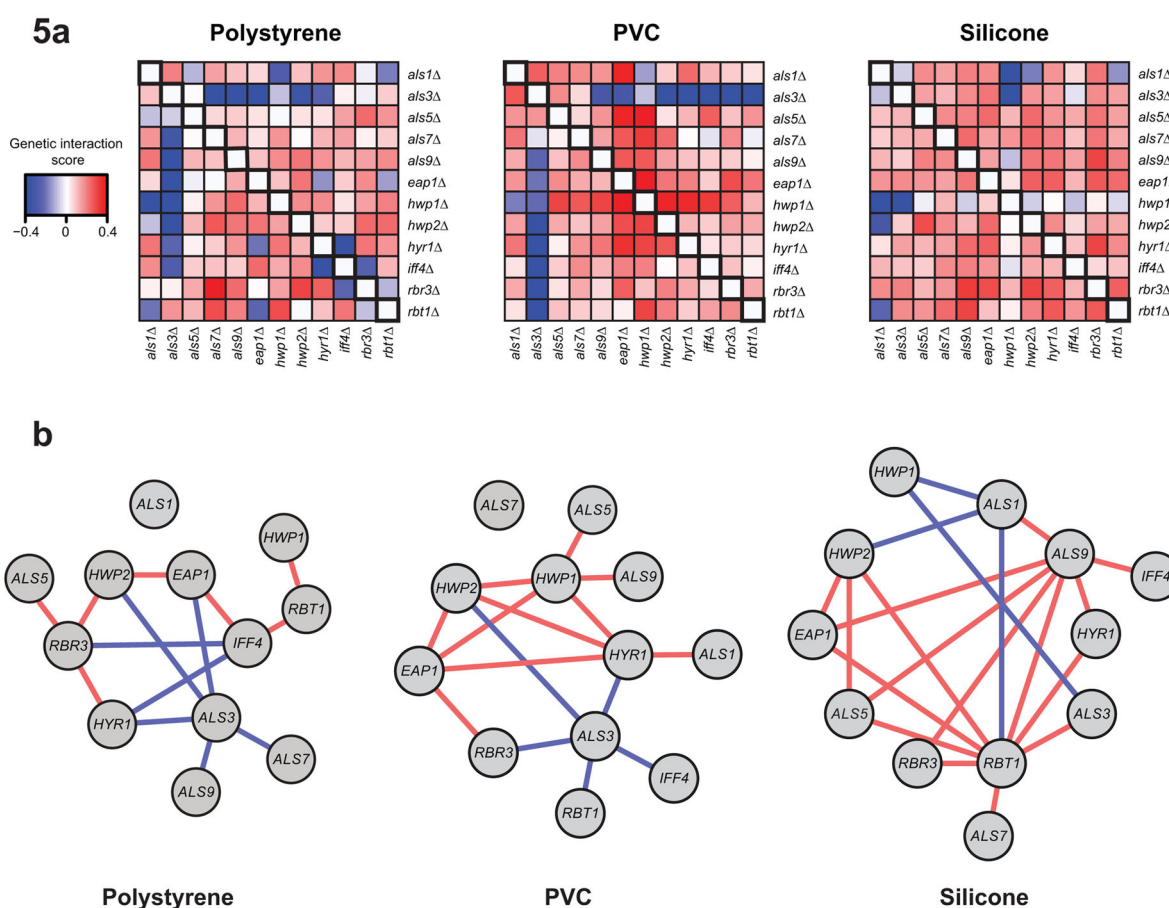 5a
Polystyrene PVC Silicone
Genetic interaction
score
−0.4 0 0.4
als1Δ als1Δ als1Δ
als3Δ als3Δ als3Δ
als5Δ als5Δ als5Δ
als7Δ als7Δ als7Δ
als9Δ als9Δ als9Δ
eap1Δ eap1Δ eap1
hwp1Δ hwp1Δ hwp1
hwp2Δ hwp2Δ hwp2
hyr1Δ hyr1Δ hyr1Δ
iff4Δ iff4Δ iff4Δ
rbr3Δ rbr3Δ rbr3Δ
rbt1Δ rbt1Δ rbt1Δ
als1Δ als3Δ als5Δ als7Δ als9Δ eap1Δ hwp1Δ hwp2Δ hyr1Δ iff4Δ rbr3Δ rbt1Δ als1Δ als3Δ als5Δ als7Δ als9Δ eap1Δ hwp1Δ hwp2Δ hyr1Δ iff4Δ rbr3Δ rbt1Δ als1Δ als3Δ als5Δ als7Δ als9Δ eap1Δ hwp1Δ hwp2Δ hyr1Δ iff4Δ rbr3Δ rbt1Δ
b
ALS1
HWP1
ALS5
HWP2
EAP1
RBT1
RBR3
IFF4
HYR1
ALS3
ALS7
ALS9
Polystyrene
ALS7
ALS5
HWP2
HWP1
ALS9
EAP1
HYR1
ALS1
RBR3
ALS3
IFF4
RBT1
PVC
HWP1
ALS1
HWP2
ALS9
IFF4
EAP1
HYR1
ALS5
ALS3
RBR3
RBT1
ALS7
Silicone